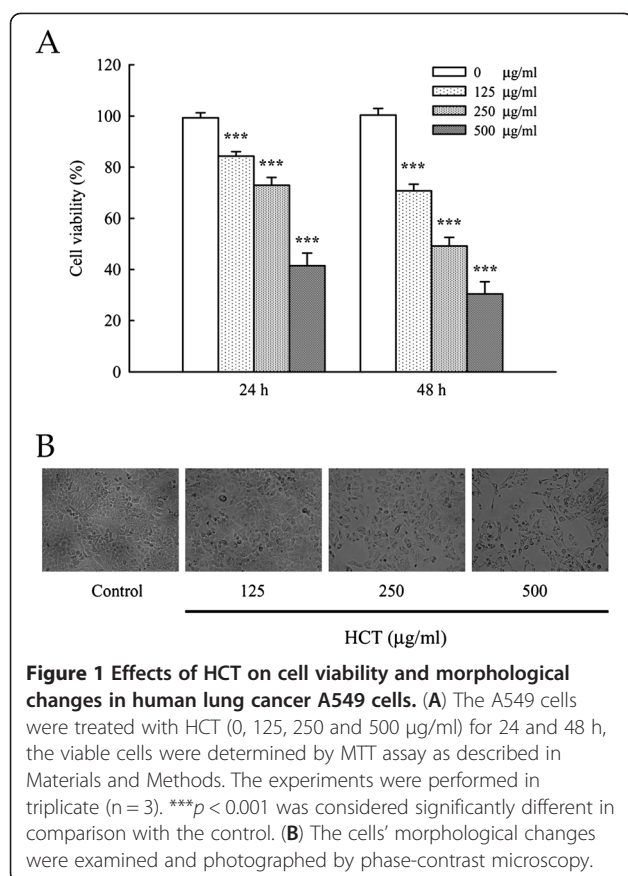 A
120
100
80
60
40
20
0
Cell viability (%)
0 μg/ml
125 μg/ml
250 μg/ml
500 μg/ml
*** *** ***
*** *** ***
24 h 48 h
B
Control 125 250 500
HCT (μg/ml)
Figure 1 Effects of HCT on cell viability and morphological
changes in human lung cancer A549 cells. (A) The A549 cells
were treated with HCT (0, 125, 250 and 500 μg/ml) for 24 and 48 h,
the viable cells were determined by MTT assay as described in
Materials and Methods. The experiments were performed in
triplicate (n = 3). ***p < 0.001 was considered significantly different in
comparison with the control. (B) The cells' morphological changes
were examined and photographed by phase-contrast microscopy.